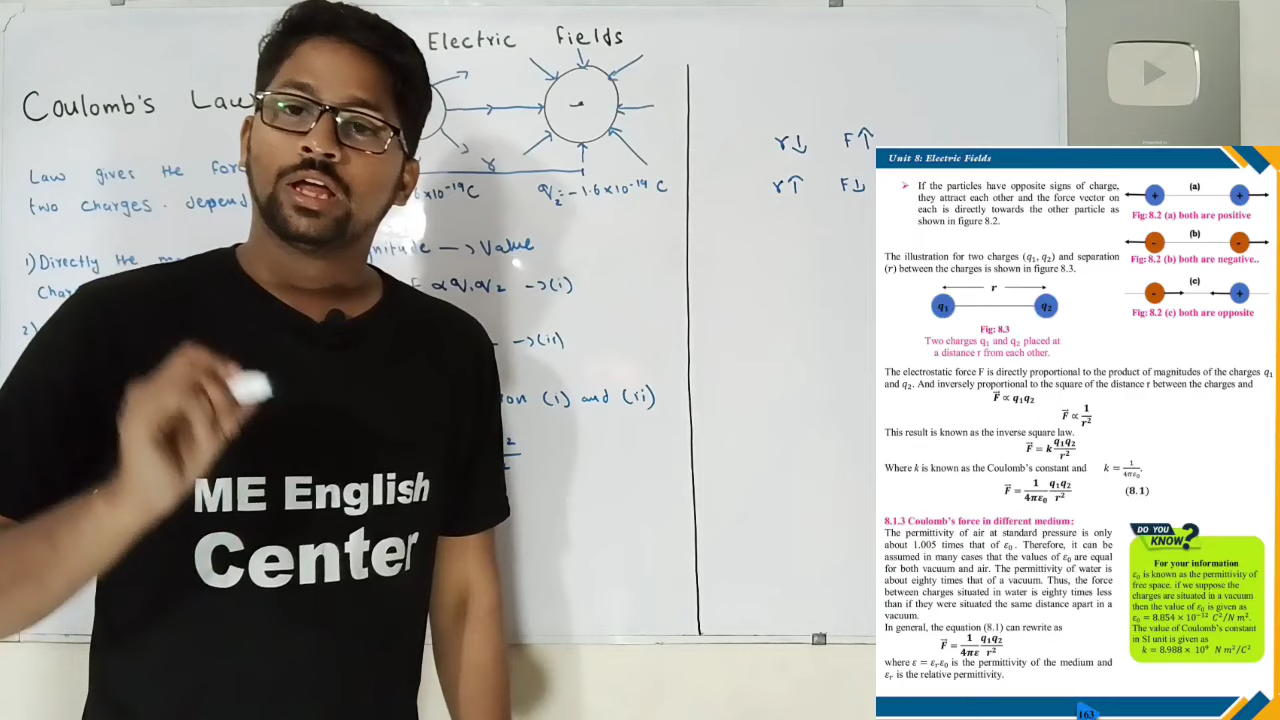 Electric fields
Coulomb's Law
Law gives the for
two charges. depend
1) Directly the m
Char
2)
r
6×10-19C
q2=-1.6×10-19 C
nitude → Value
F ∝ q1 q2 → (i)
→ (ii)
on (i) and (ii)
2
r↓ F↑
r↑ F↓
ME English
Center
Unit 8: Electric Fields
➢ If the particles have opposite signs of charge,
they attract each other and the force vector on
each is directly towards the other particle as
shown in figure 8.2.
(a)
+ +
Fig: 8.2 (a) both are positive
(b)
- -
Fig: 8.2 (b) both are negative..
(c)
- +
Fig: 8.2 (c) both are opposite
The illustration for two charges (q1, q2) and separation
(r) between the charges is shown in figure 8.3.
r
q1 q2
Fig: 8.3
Two charges q1 and q2 placed at
a distance r from each other.
The electrostatic force F is directly proportional to the product of magnitudes of the charges q1
and q2. And inversely proportional to the square of the distance r between the charges and
F⃗ ∝ q1q2
F⃗ ∝ 1/r²
This result is known as the inverse square law.
F⃗ = k q1q2/r²
Where k is known as the Coulomb's constant and k = 1/4πε0.
F⃗ = 1/4πε0 q1q2/r² (8.1)
8.1.3 Coulomb's force in different medium:
The permittivity of air at standard pressure is only
about 1.005 times that of ε0. Therefore, it can be
assumed in many cases that the values of ε0 are equal
for both vacuum and air. The permittivity of water is
about eighty times that of a vacuum. Thus, the force
between charges situated in water is eighty times less
than if they were situated the same distance apart in a
vacuum.
In general, the equation (8.1) can rewrite as
F⃗ = 1/4πε q1q2/r²
where ε = εrε0 is the permittivity of the medium and
εr is the relative permittivity.
DO YOU
KNOW?
For your information
ε0 is known as the permittivity of
free space. if we suppose the
charges are situated in a vacuum
then the value of ε0 is given as
ε0 = 8.854 × 10⁻¹² C²/N m².
The value of Coulomb's constant
in SI unit is given as
k = 8.988 × 10⁹ N m²/C²
163